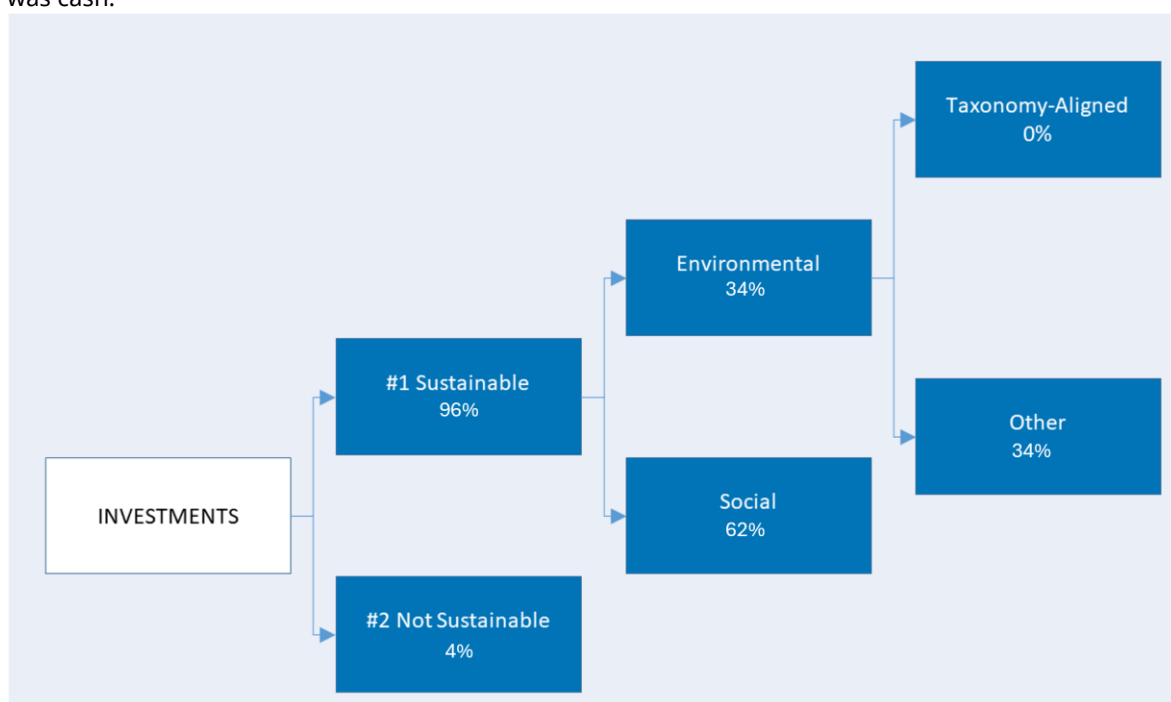 was cash.
Taxonomy-Aligned
0%
Environmental
34%
#1 Sustainable
96%
Other
34%
INVESTMENTS
Social
62%
#2 Not Sustainable
4%